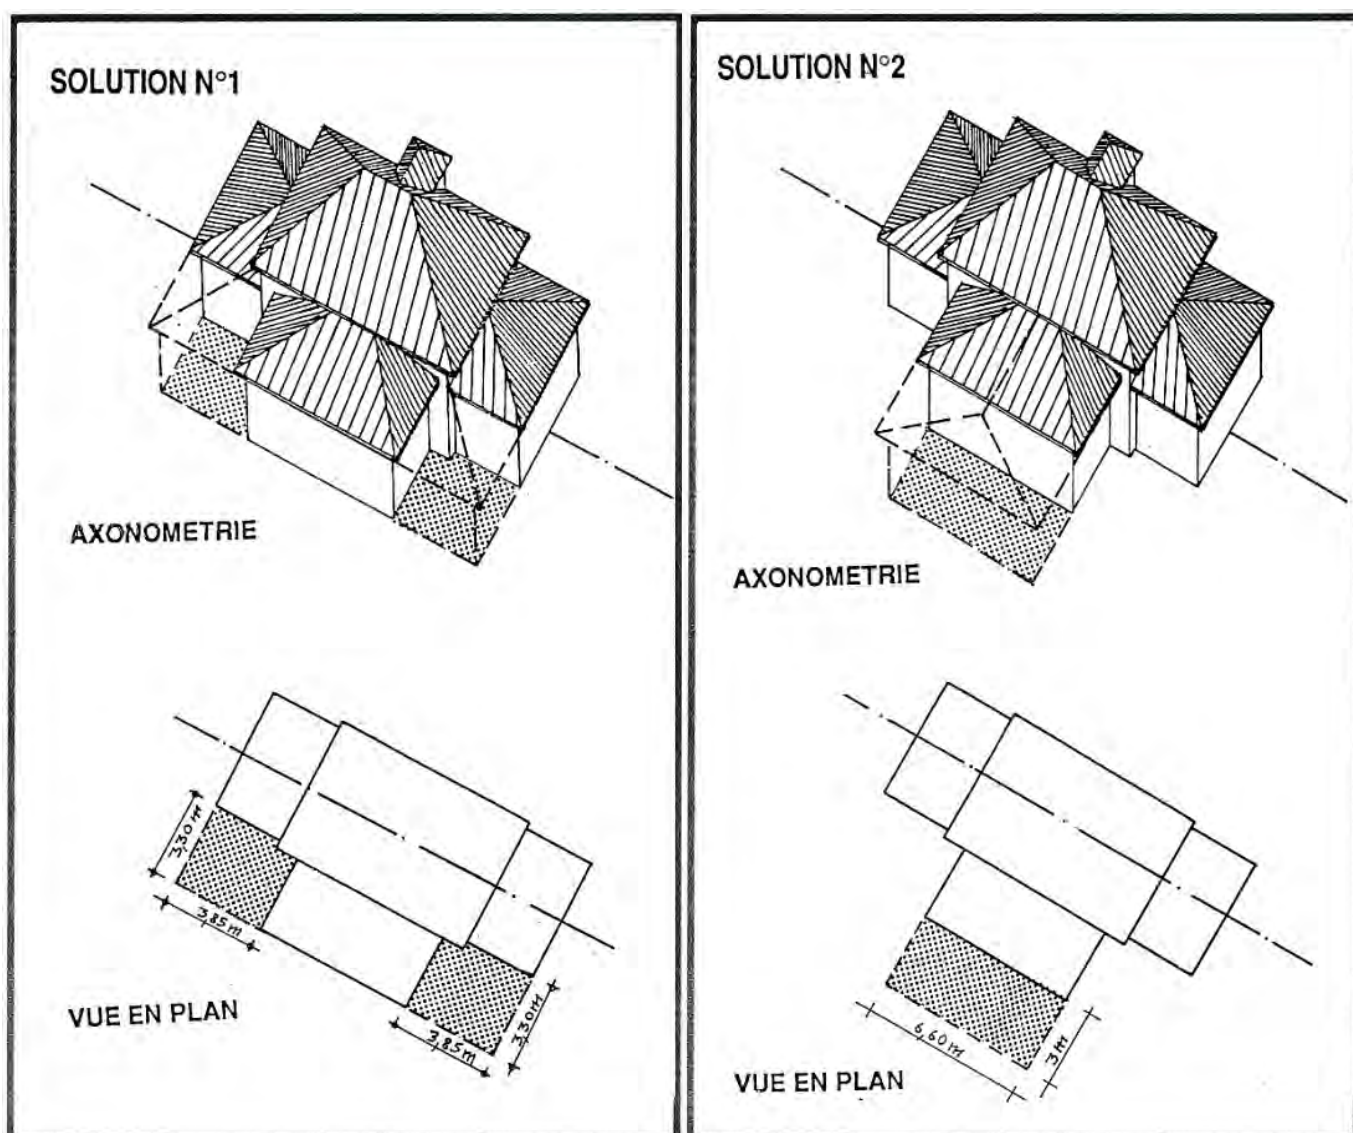 SOLUTION N°1
AXONOMETRIE
3,30 m
3,85 m
3,85 m
3,30 m
VUE EN PLAN
SOLUTION N°2
AXONOMETRIE
6,60 m
3 m
VUE EN PLAN